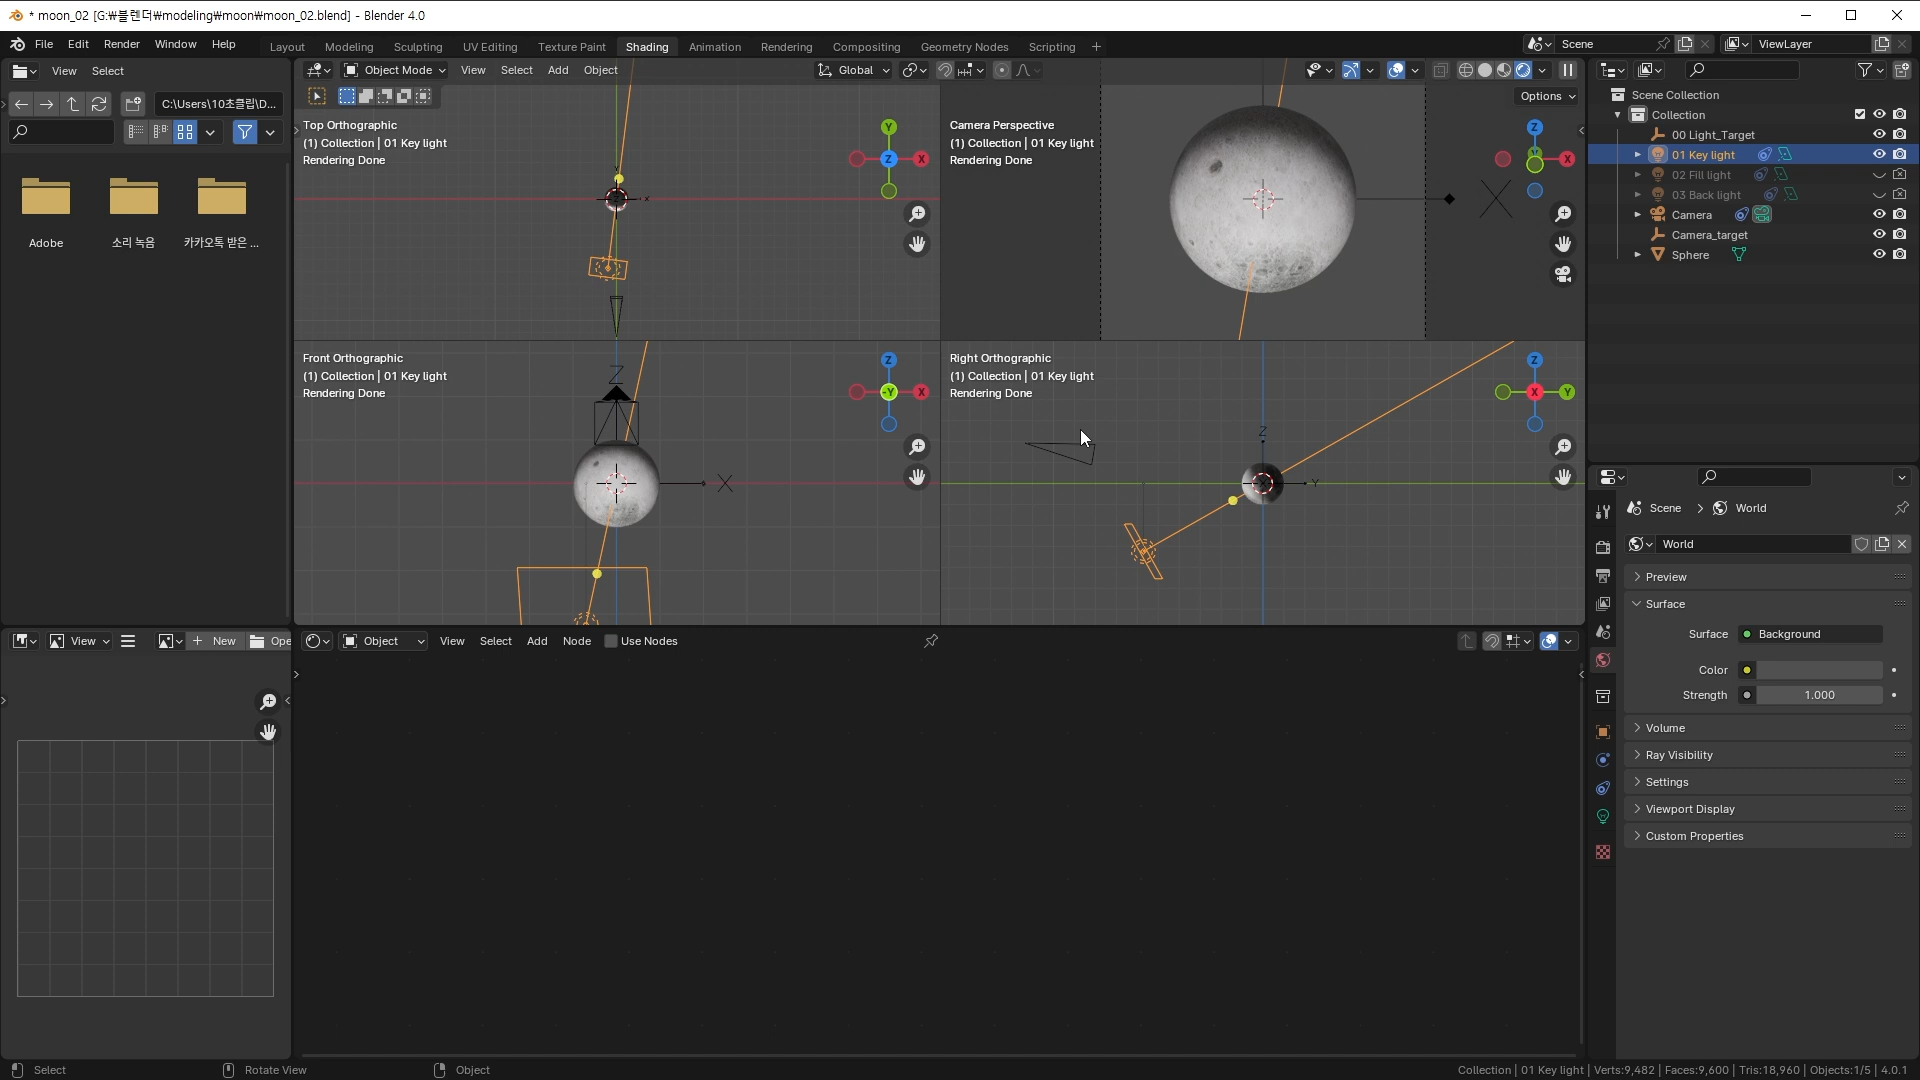 * moon_02 [G:₩블렌더₩modeling₩moon₩moon_02.blend] - Blender 4.0
File Edit Render Window Help
Layout Modeling Sculpting UV Editing Texture Paint Shading Animation Rendering Compositing Geometry Nodes Scripting +
Scene ViewLayer
View Select
C:\Users\10초클립\D...
Adobe
소리 녹음
카카오톡 받은 ...
Object Mode View Select Add Object Global
Options
Top Orthographic
(1) Collection | 01 Key light
Rendering Done
Y
Z
X
X
Camera Perspective
(1) Collection | 01 Key light
Rendering Done
Z
Y
X
Front Orthographic
(1) Collection | 01 Key light
Rendering Done
Z
Z
-Y
X
X
Right Orthographic
(1) Collection | 01 Key light
Rendering Done
Z
X
Y
Z
Y
Scene Collection
Collection
00 Light_Target
01 Key light
02 Fill light
03 Back light
Camera
Camera_target
Sphere
Scene > World
World
Preview
Surface
Surface Background
Color
Strength 1.000
Volume
Ray Visibility
Settings
Viewport Display
Custom Properties
View + New Ope
Object View Select Add Node Use Nodes
Select Rotate View Object
Collection | 01 Key light | Verts:9,482 | Faces:9,600 | Tris:18,960 | Objects:1/5 | 4.0.1